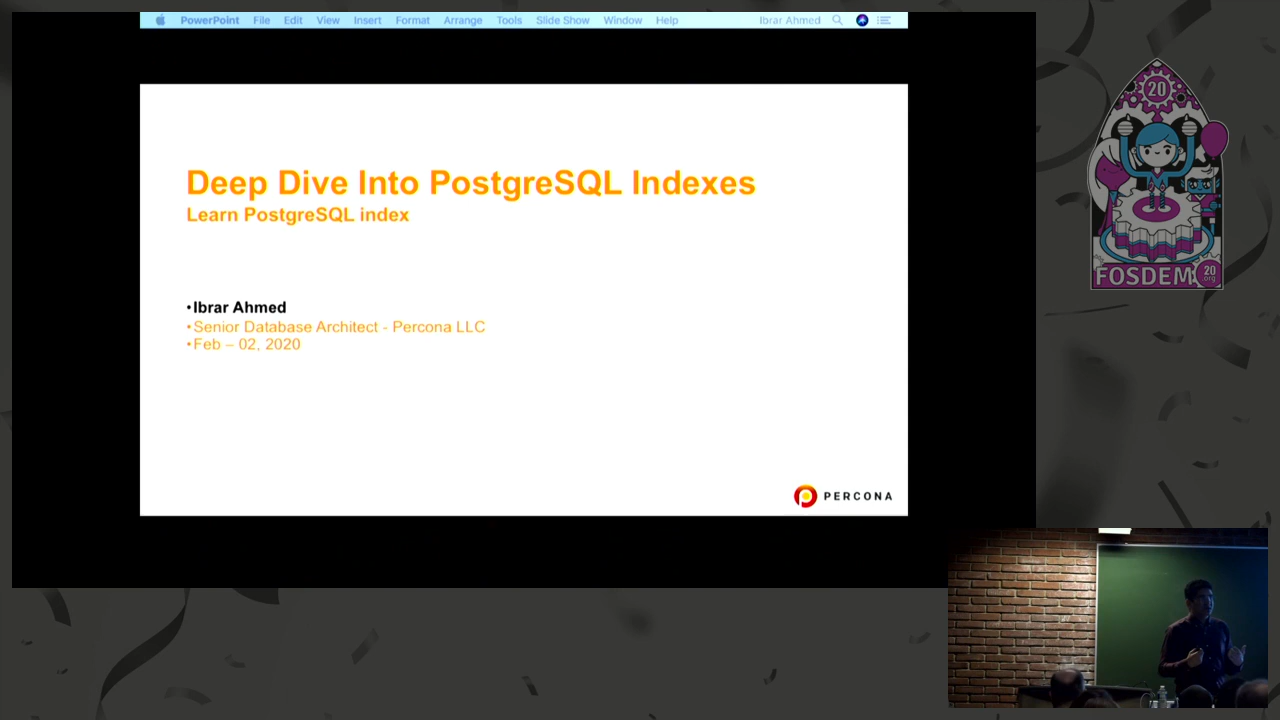 PowerPoint File Edit View Insert Format Arrange Tools Slide Show Window Help Ibrar Ahmed
Deep Dive Into PostgreSQL Indexes
Learn PostgreSQL index
•Ibrar Ahmed
•Senior Database Architect - Percona LLC
•Feb – 02, 2020
PERCONA
20
FOSDEM
20
.org